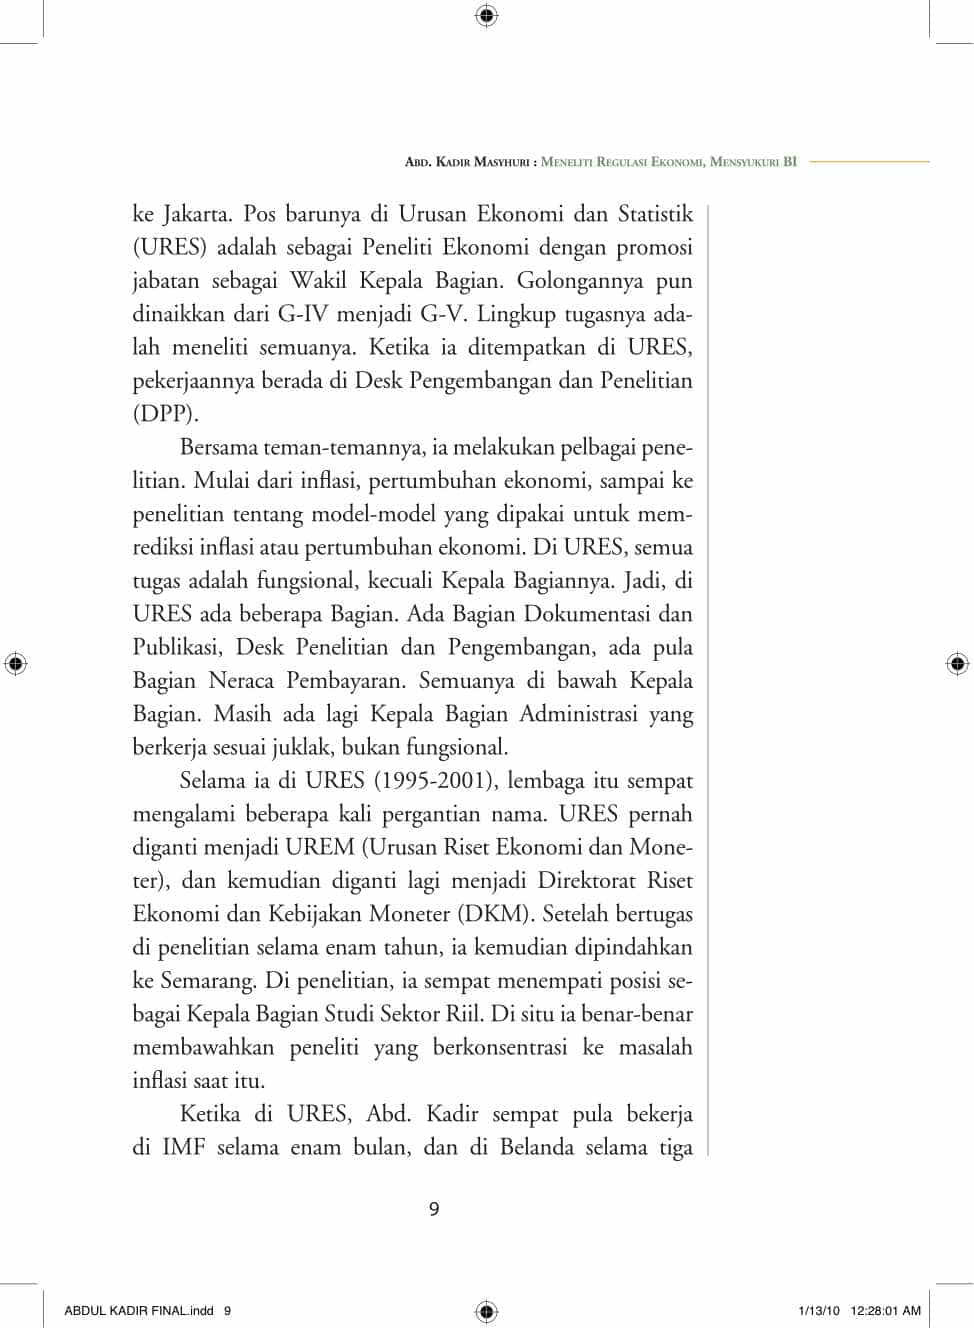 Abd. Kadir Masyhuri : Meneliti Regulasi Ekonomi, Mensyukuri BI
ke Jakarta. Pos barunya di Urusan Ekonomi dan Statistik
(URES) adalah sebagai Peneliti Ekonomi dengan promosi
jabatan sebagai Wakil Kepala Bagian. Golongannya pun
dinaikkan dari G-IV menjadi G-V. Lingkup tugasnya ada-
lah meneliti semuanya. Ketika ia ditempatkan di URES,
pekerjaannya berada di Desk Pengembangan dan Penelitian
(DPP).
Bersama teman-temannya, ia melakukan pelbagai pene-
litian. Mulai dari inflasi, pertumbuhan ekonomi, sampai ke
penelitian tentang model-model yang dipakai untuk mem-
rediksi inflasi atau pertumbuhan ekonomi. Di URES, semua
tugas adalah fungsional, kecuali Kepala Bagiannya. Jadi, di
URES ada beberapa Bagian. Ada Bagian Dokumentasi dan
Publikasi, Desk Penelitian dan Pengembangan, ada pula
Bagian Neraca Pembayaran. Semuanya di bawah Kepala
Bagian. Masih ada lagi Kepala Bagian Administrasi yang
berkerja sesuai juklak, bukan fungsional.
Selama ia di URES (1995-2001), lembaga itu sempat
mengalami beberapa kali pergantian nama. URES pernah
diganti menjadi UREM (Urusan Riset Ekonomi dan Mone-
ter), dan kemudian diganti lagi menjadi Direktorat Riset
Ekonomi dan Kebijakan Moneter (DKM). Setelah bertugas
di penelitian selama enam tahun, ia kemudian dipindahkan
ke Semarang. Di penelitian, ia sempat menempati posisi se-
bagai Kepala Bagian Studi Sektor Riil. Di situ ia benar-benar
membawahkan peneliti yang berkonsentrasi ke masalah
inflasi saat itu.
Ketika di URES, Abd. Kadir sempat pula bekerja
di IMF selama enam bulan, dan di Belanda selama tiga
9
ABDUL KADIR FINAL.indd 9
1/13/10 12:28:01 AM